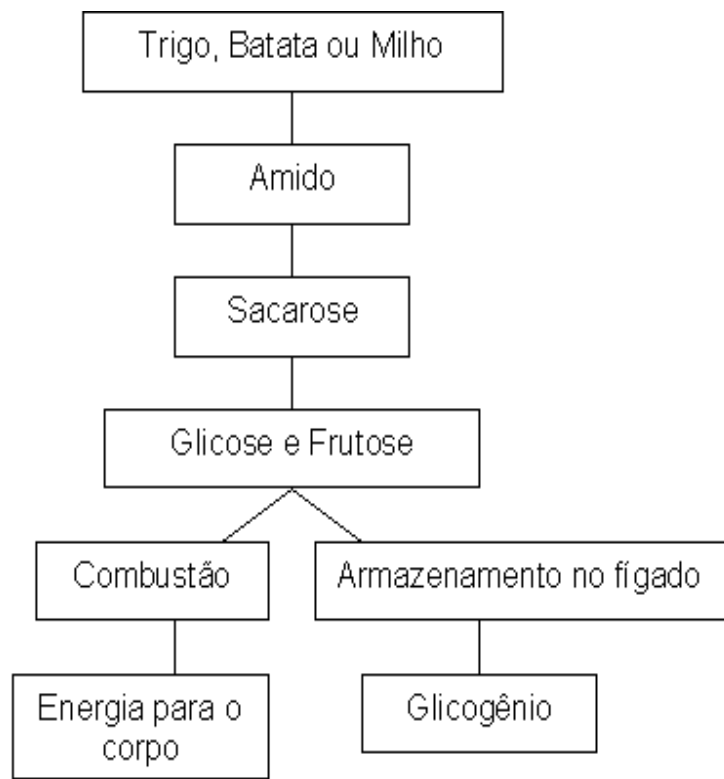 Trigo, Batata ou Milho
Amido
Sacarose
Glicose e Frutose
Combustão
Armazenamento no fígado
Energia para o
corpo
Glicogênio